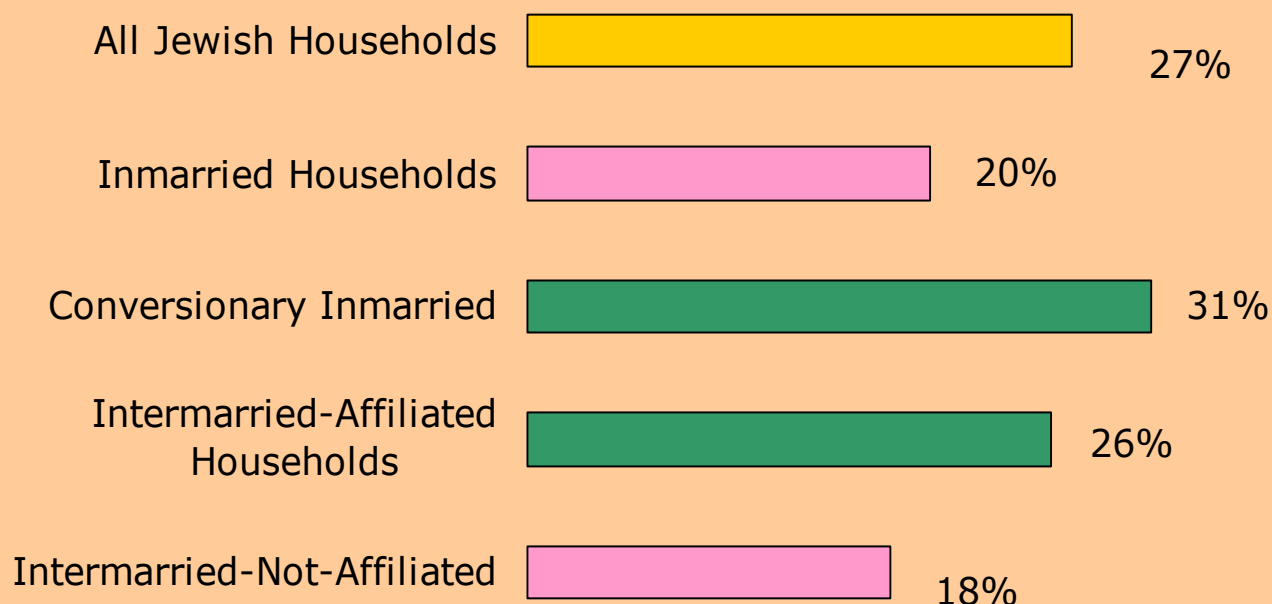 All Jewish Households
27%
Inmarried Households
20%
Conversionary Inmarried
31%
Intermarried-Affiliated
Households
26%
Intermarried-Not-Affiliated
18%